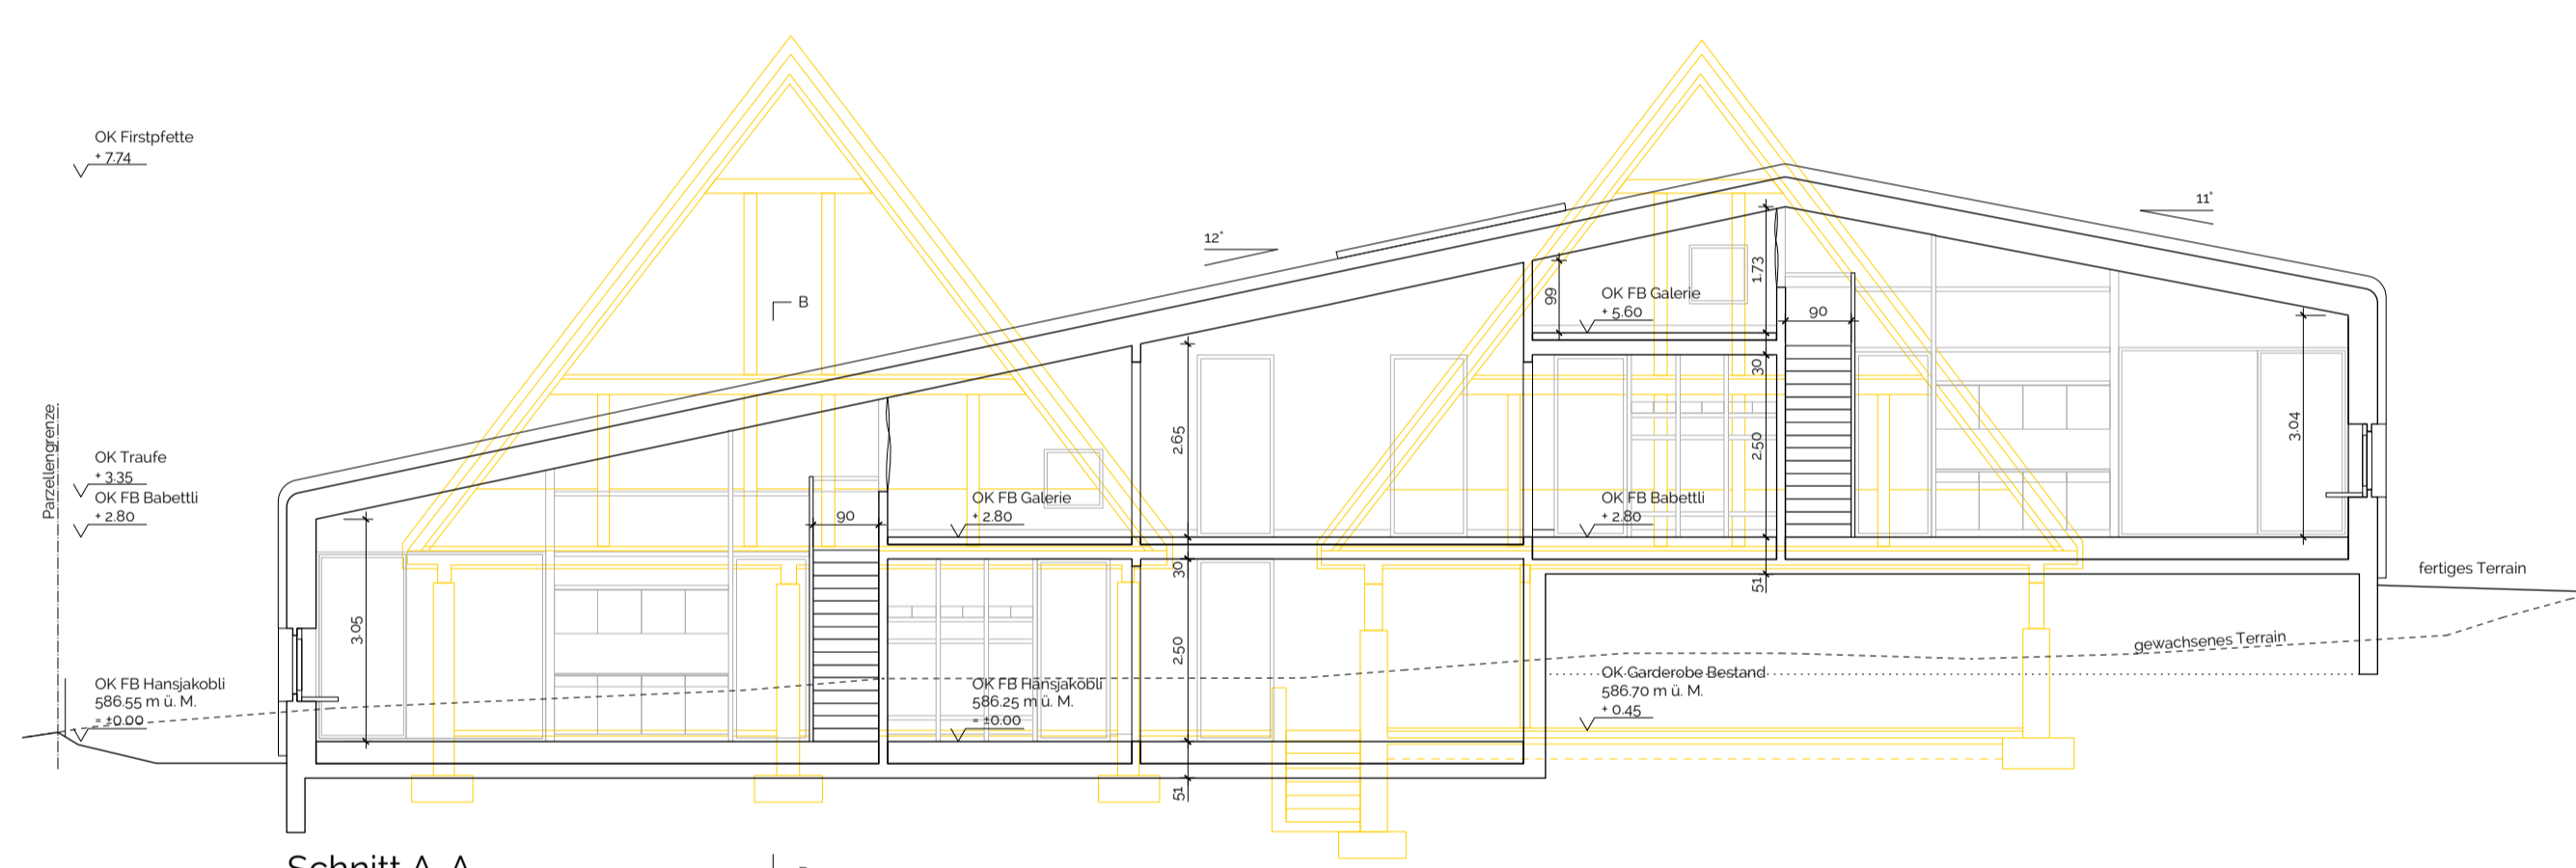 OK Firstpfette
+ 7.74
11°
12°
B
1.73
OK FB Galerie
99
+ 5.60
90
30
Parzellengrenze
3.04
2.65
2.50
OK Traufe
+ 3.35
OK FB Babettli
+ 2.80
OK FB Galerie
+ 2.80
OK FB Babettli
+ 2.80
90
30
51
fertiges Terrain
3.05
2.50
gewachsenes Terrain
OK FB Hansjakobli
586.55 m ü. M.
= ±0.00
OK FB Hansjakobli
586.25 m ü. M.
= ±0.00
OK Garderobe Bestand
586.70 m ü. M.
+ 0.45
51
Schnitt A-A